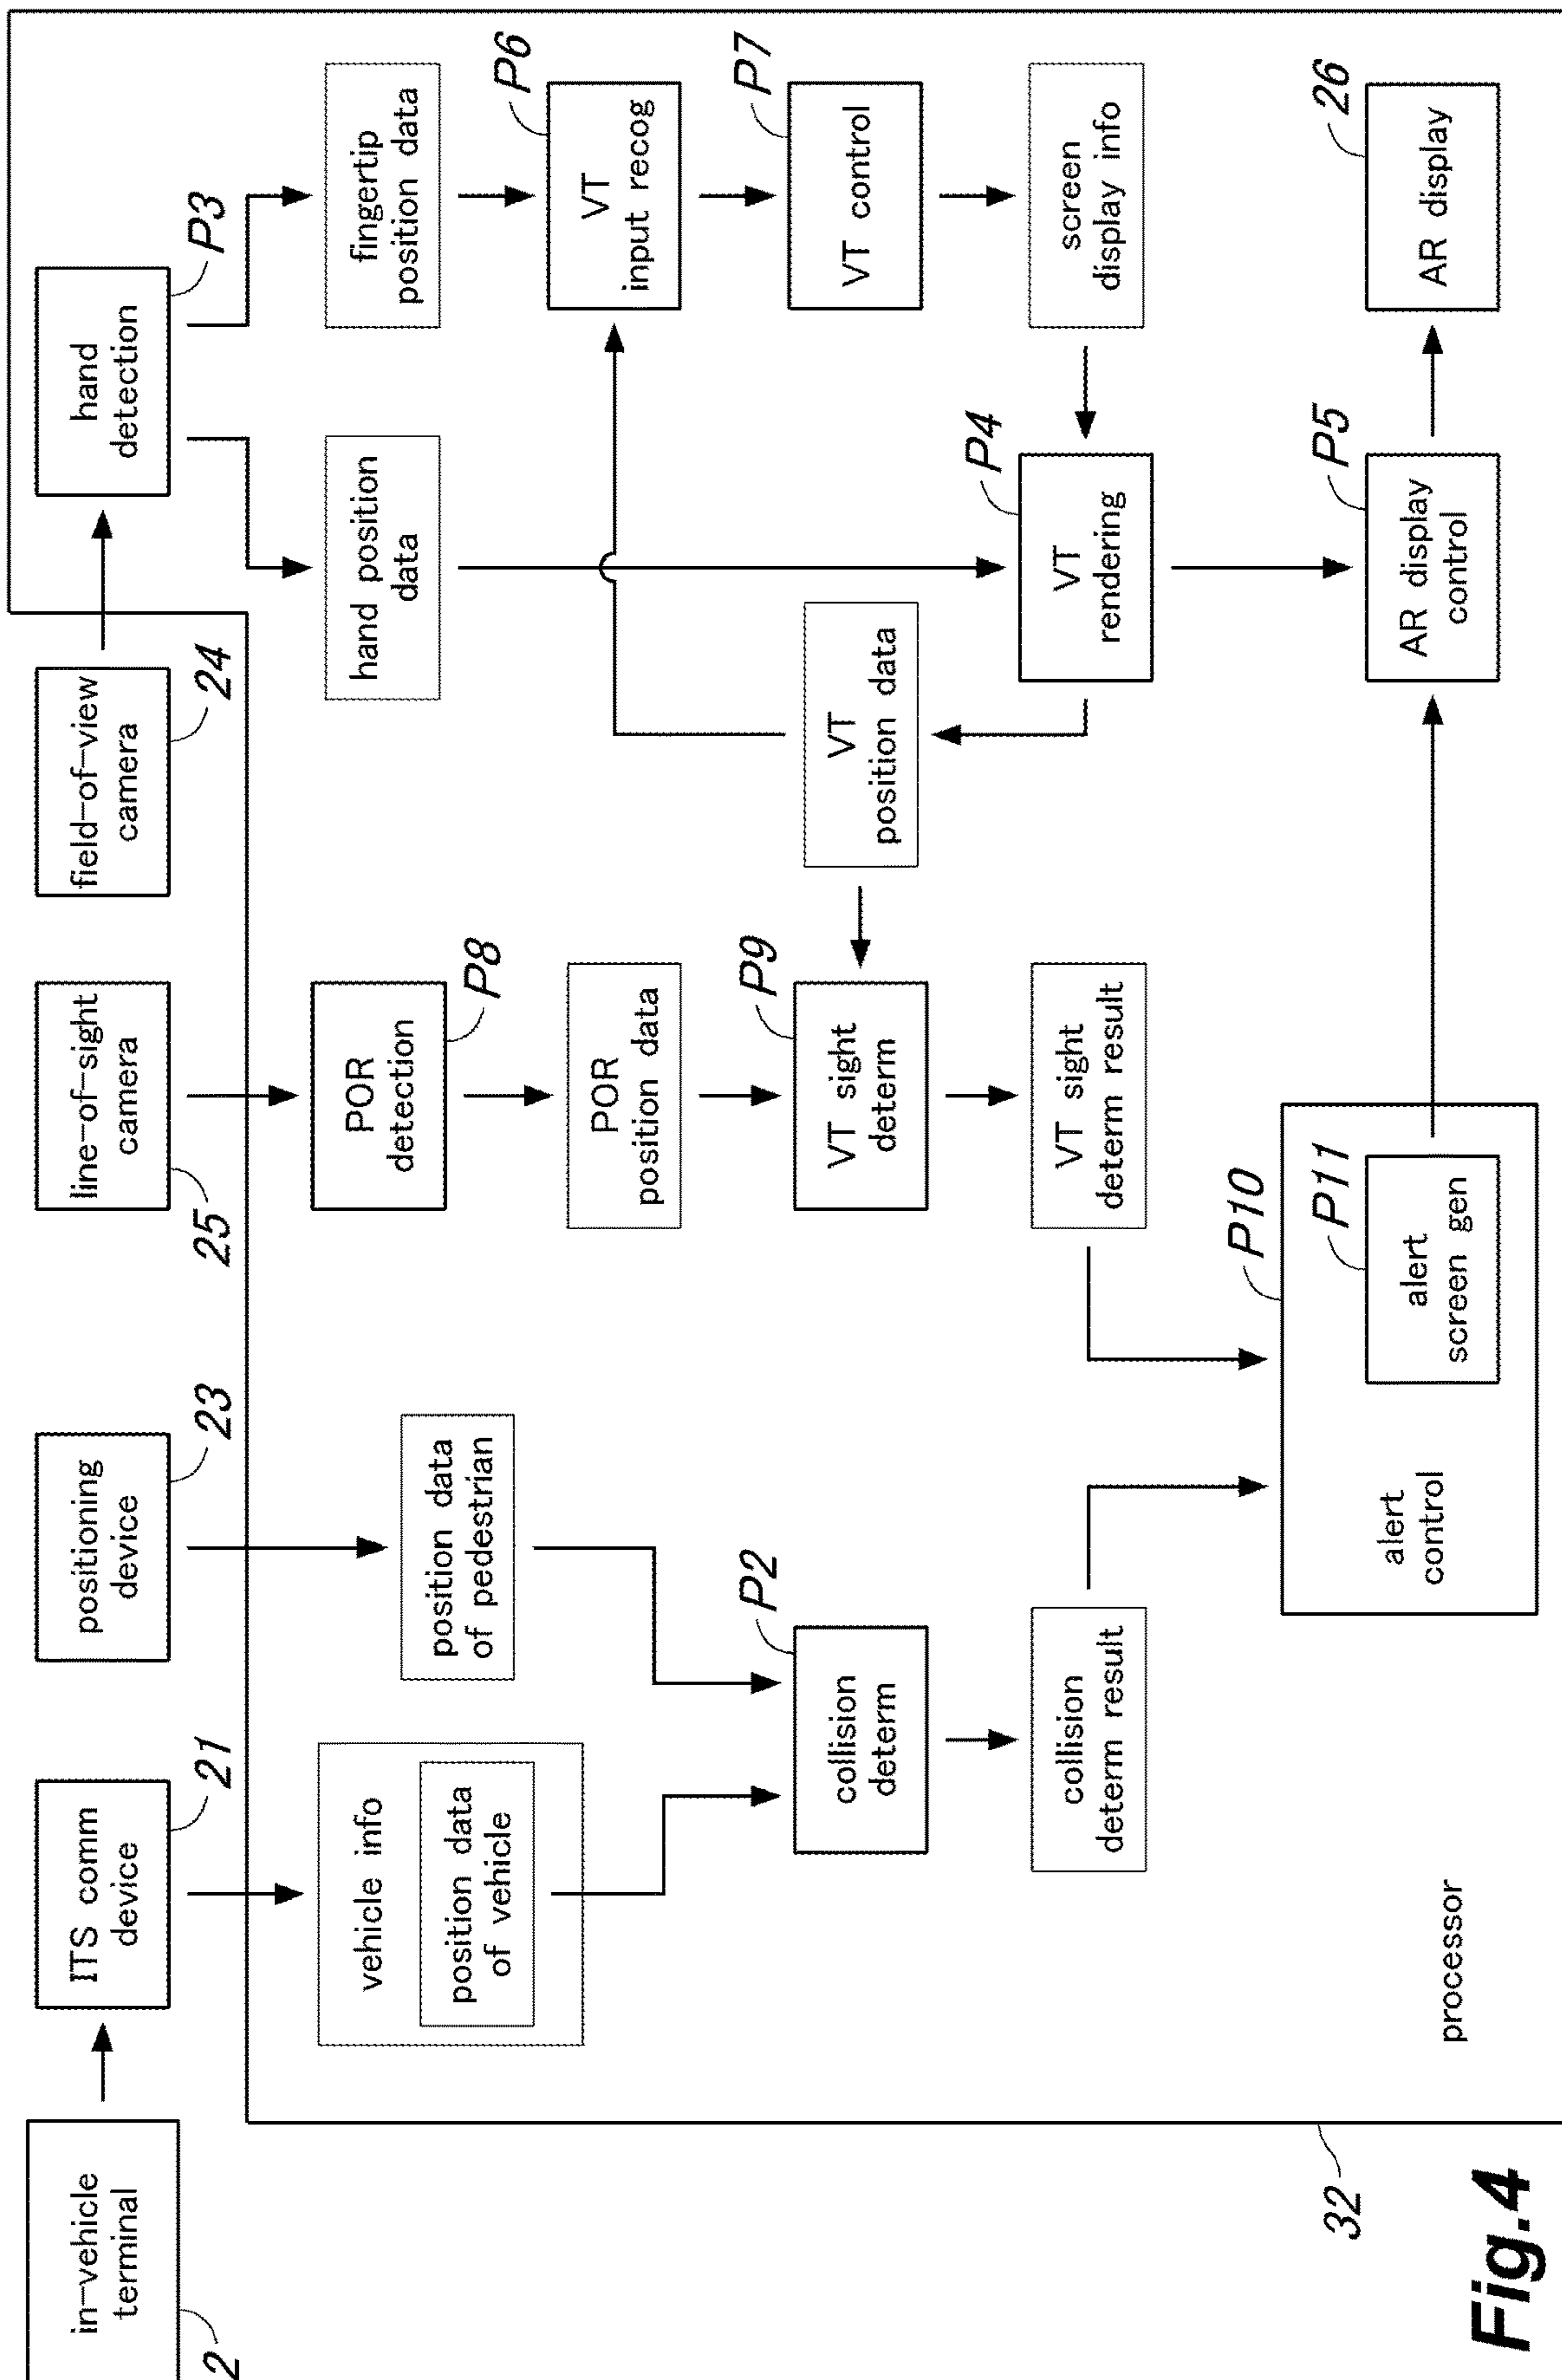 in-vehicle
terminal
2
ITS comm
device
21
positioning
device
23
line-of-sight
camera
25
field-of-view
camera
24
hand
detection
P3
vehicle info
position data
of vehicle
position data
of pedestrian
POR
detection
P8
hand position
data
fingertip
position data
POR
position data
VT
input recog
P6
collision
determ
P2
VT sight
determ
P9
VT
position data
VT control
P7
collision
determ result
VT sight
determ result
VT
rendering
P4
screen
display info
alert
control
P10
alert
screen gen
P11
AR display
control
P5
AR display
26
processor
32
Fig.4